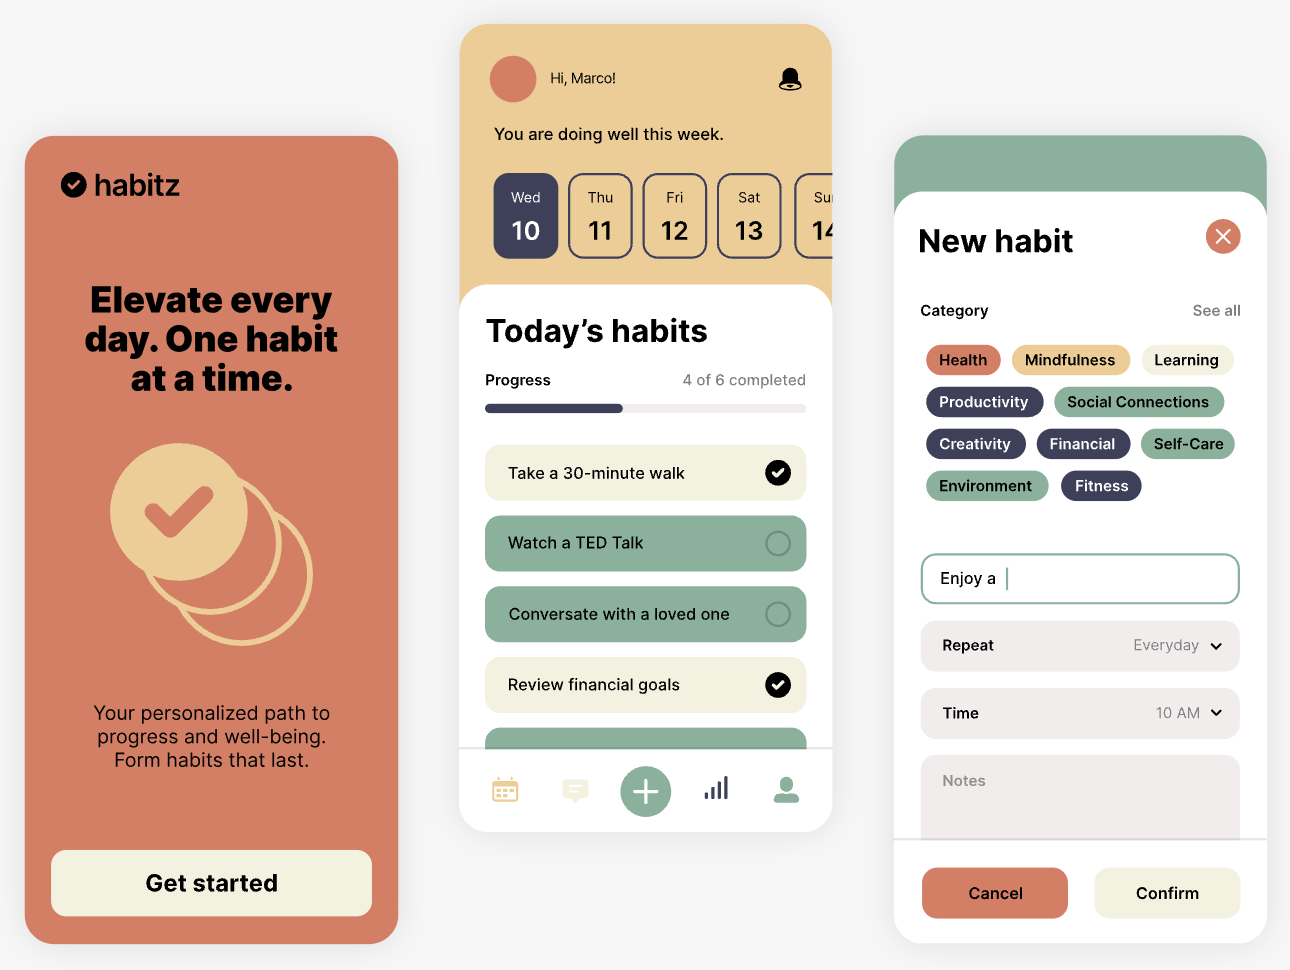 habitz
Elevate every
day. One habit
at a time.
Your personalized path to
progress and well-being.
Form habits that last.
Get started
Hi, Marco!
You are doing well this week.
Wed Thu Fri Sat Sun
10 11 12 13 14
Today’s habits
Progress 4 of 6 completed
Take a 30-minute walk
Watch a TED Talk
Conversate with a loved one
Review financial goals
New habit
Category See all
Health Mindfulness Learning
Productivity Social Connections
Creativity Financial Self-Care
Environment Fitness
Enjoy a
Repeat Everyday
Time 10 AM
Notes
Cancel Confirm